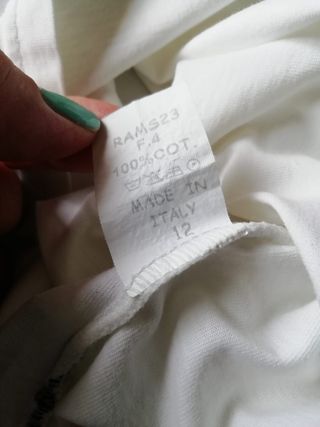 RAMS23
F.4
100%COT.
MADE IN
ITALY
12